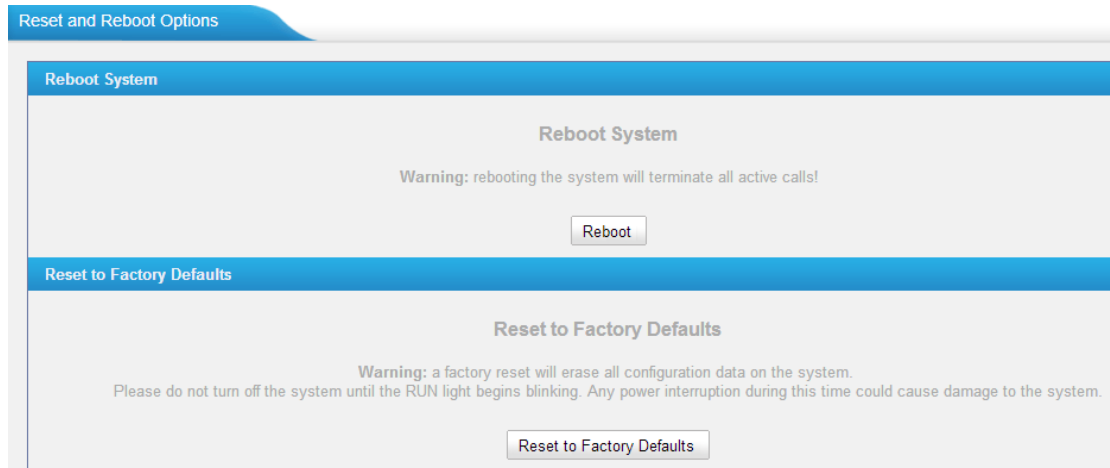 Reset and Reboot Options
Reboot System
Reboot System
Warning: rebooting the system will terminate all active calls!
Reboot
Reset to Factory Defaults
Reset to Factory Defaults
Warning: a factory reset will erase all configuration data on the system.
Please do not turn off the system until the RUN light begins blinking. Any power interruption during this time could cause damage to the system.
Reset to Factory Defaults